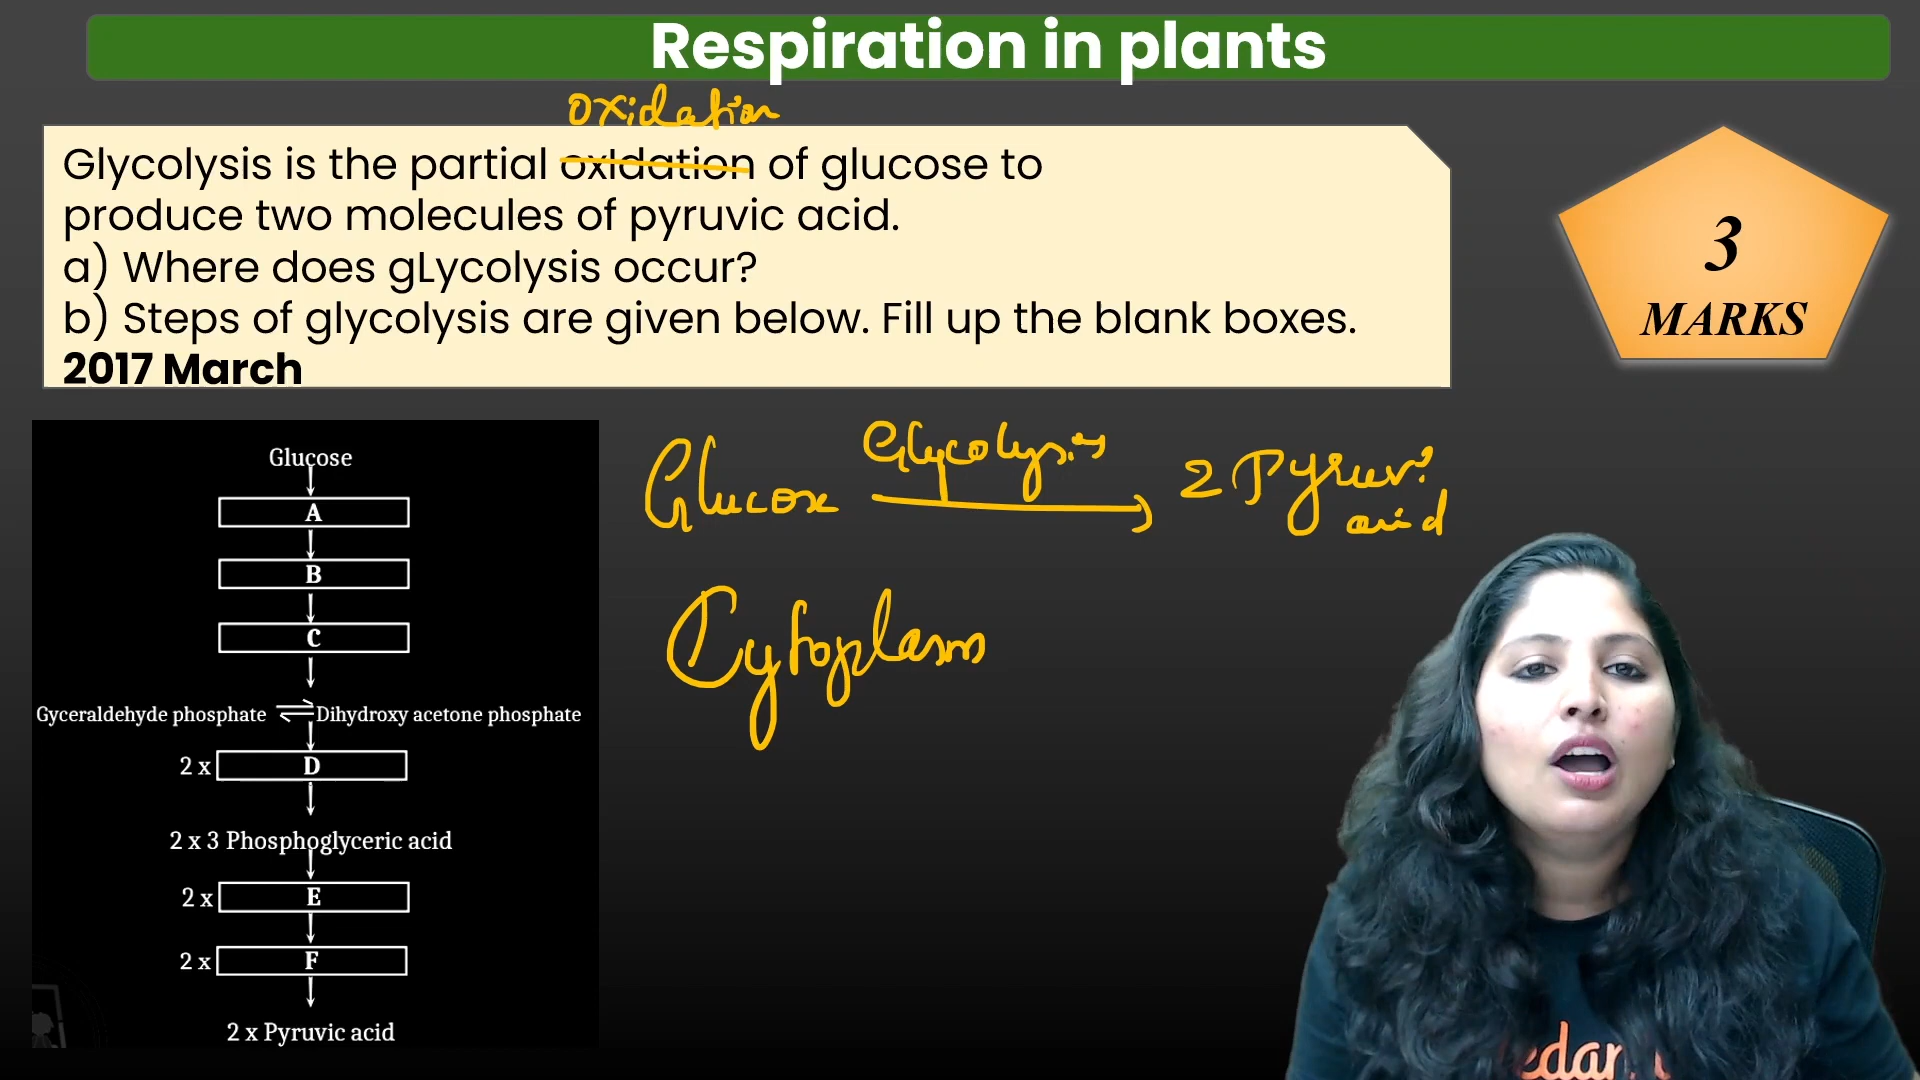 Respiration in plants
oxidation
Glycolysis is the partial oxIdation of glucose to
produce two molecules of pyruvic acid.
a) Where does gLycolysis occur?
b) Steps of glycolysis are given below. Fill up the blank boxes.
2017 March
3
MARKS
Glucose
A
B
C
Gyceraldehyde phosphate ⇌ Dihydroxy acetone phosphate
2 x D
2 x 3 Phosphoglyceric acid
2 x E
2 x F
2 x Pyruvic acid
Glucose Glycolysis → 2 Pyruvic
acid
Cytoplasm